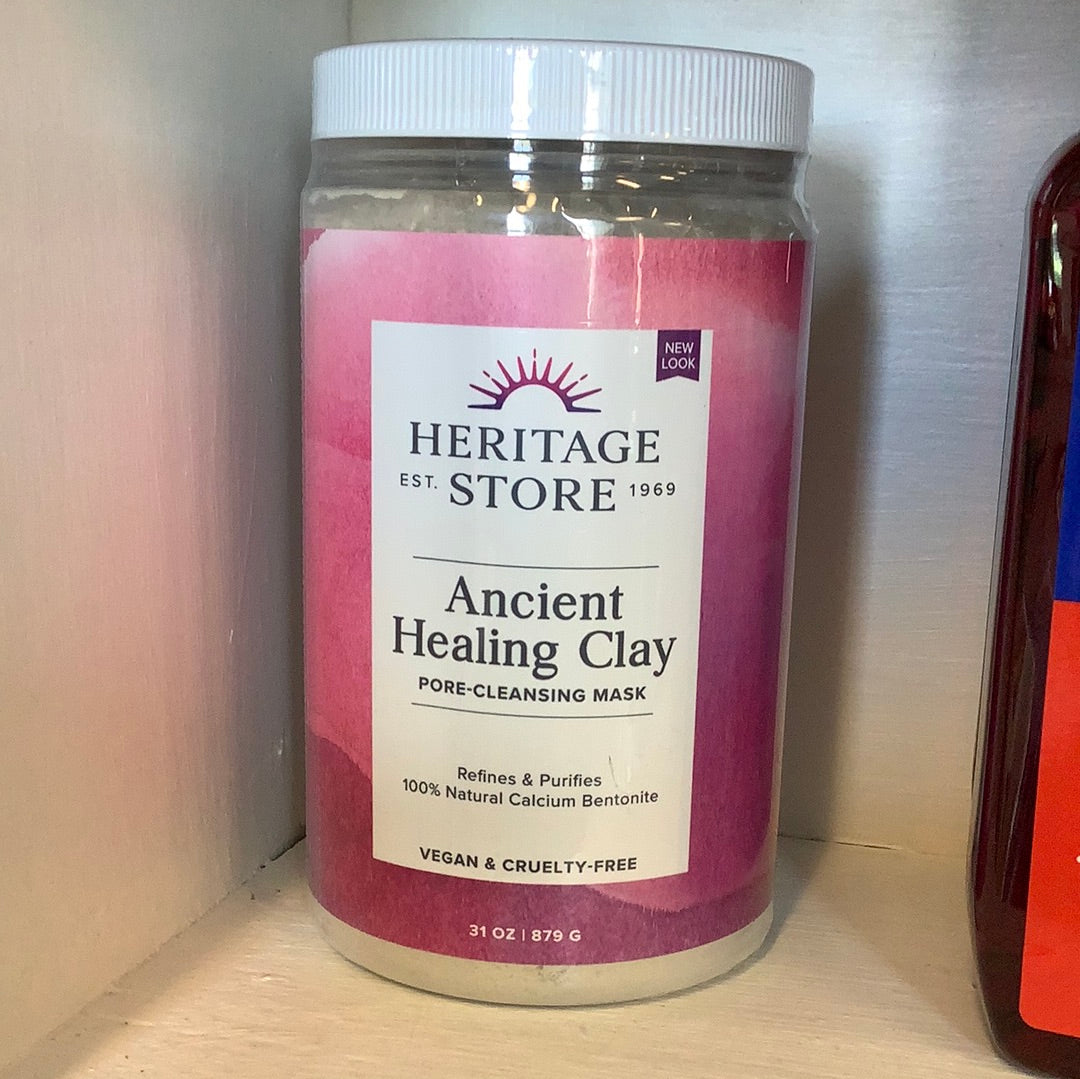 NEW
LOOK
HERITAGE
EST. STORE 1969
Ancient
Healing Clay
PORE-CLEANSING MASK
Refines & Purifies
100% Natural Calcium Bentonite
VEGAN & CRUELTY-FREE
31 OZ | 879 G